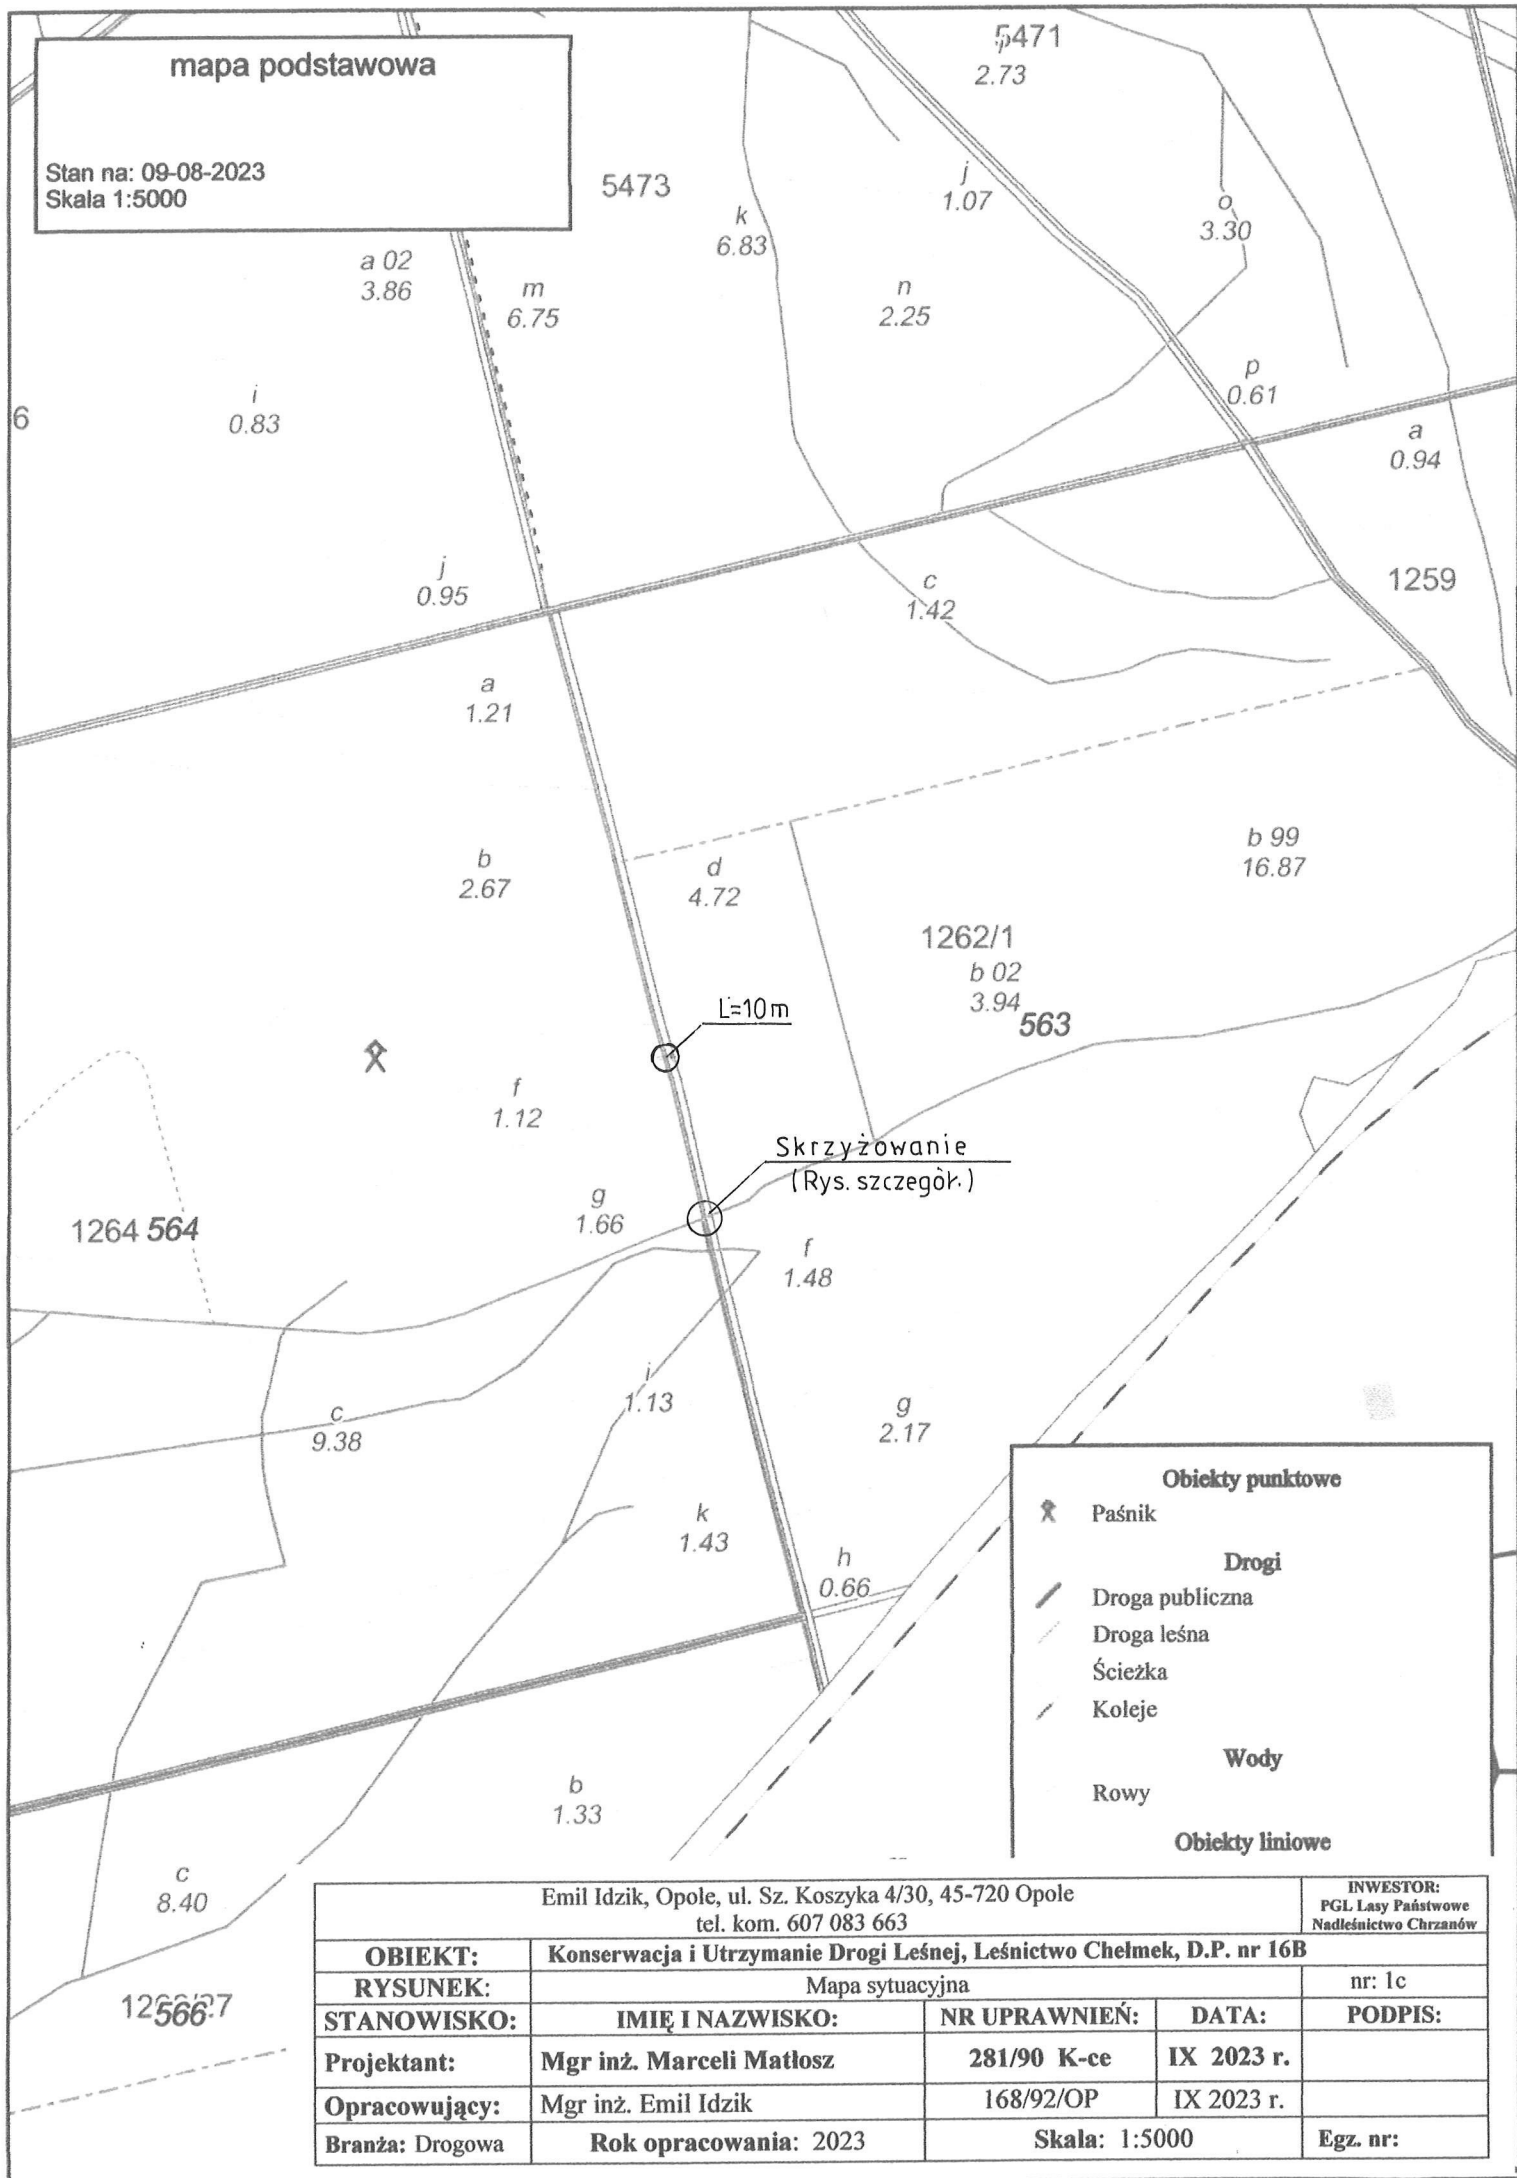 mapa podstawowa
Stan na: 09-08-2023
Skala 1:5000
5471
2.73
5473
j
1.07
k
6.83
o
3.30
a 02
3.86
m
6.75
n
2.25
i
0.83
6
p
0.61
a
0.94
j
0.95
c
1.42
1259
a
1.21
b
2.67
d
4.72
b 99
16.87
1262/1
b 02
3.94
563
L=10m
f
1.12
Skrzyżowanie
(Rys. szczegół.)
g
1.66
1264 564
f
1.48
i
1.13
c
9.38
g
2.17
k
1.43
h
0.66
b
1.33
c
8.40
566
Obiekty punktowe
Paśnik
Drogi
Droga publiczna
Droga leśna
Ścieżka
Koleje
Wody
Rowy
Obiekty liniowe
Emil Idzik, Opole, ul. Sz. Koszyka 4/30, 45-720 Opole
tel. kom. 607 083 663
INWESTOR:
PGL Lasy Państwowe
Nadleśnictwo Chrzanów
OBIEKT: Konserwacja i Utrzymanie Drogi Leśnej, Leśnictwo Chełmek, D.P. nr 16B
RYSUNEK: Mapa sytuacyjna nr: 1c
STANOWISKO: IMIĘ I NAZWISKO: NR UPRAWNIEŃ: DATA: PODPIS:
Projektant: Mgr inż. Marceli Matłosz 281/90 K-ce IX 2023 r.
Opracowujący: Mgr inż. Emil Idzik 168/92/OP IX 2023 r.
Branża: Drogowa Rok opracowania: 2023 Skala: 1:5000 Egz. nr: